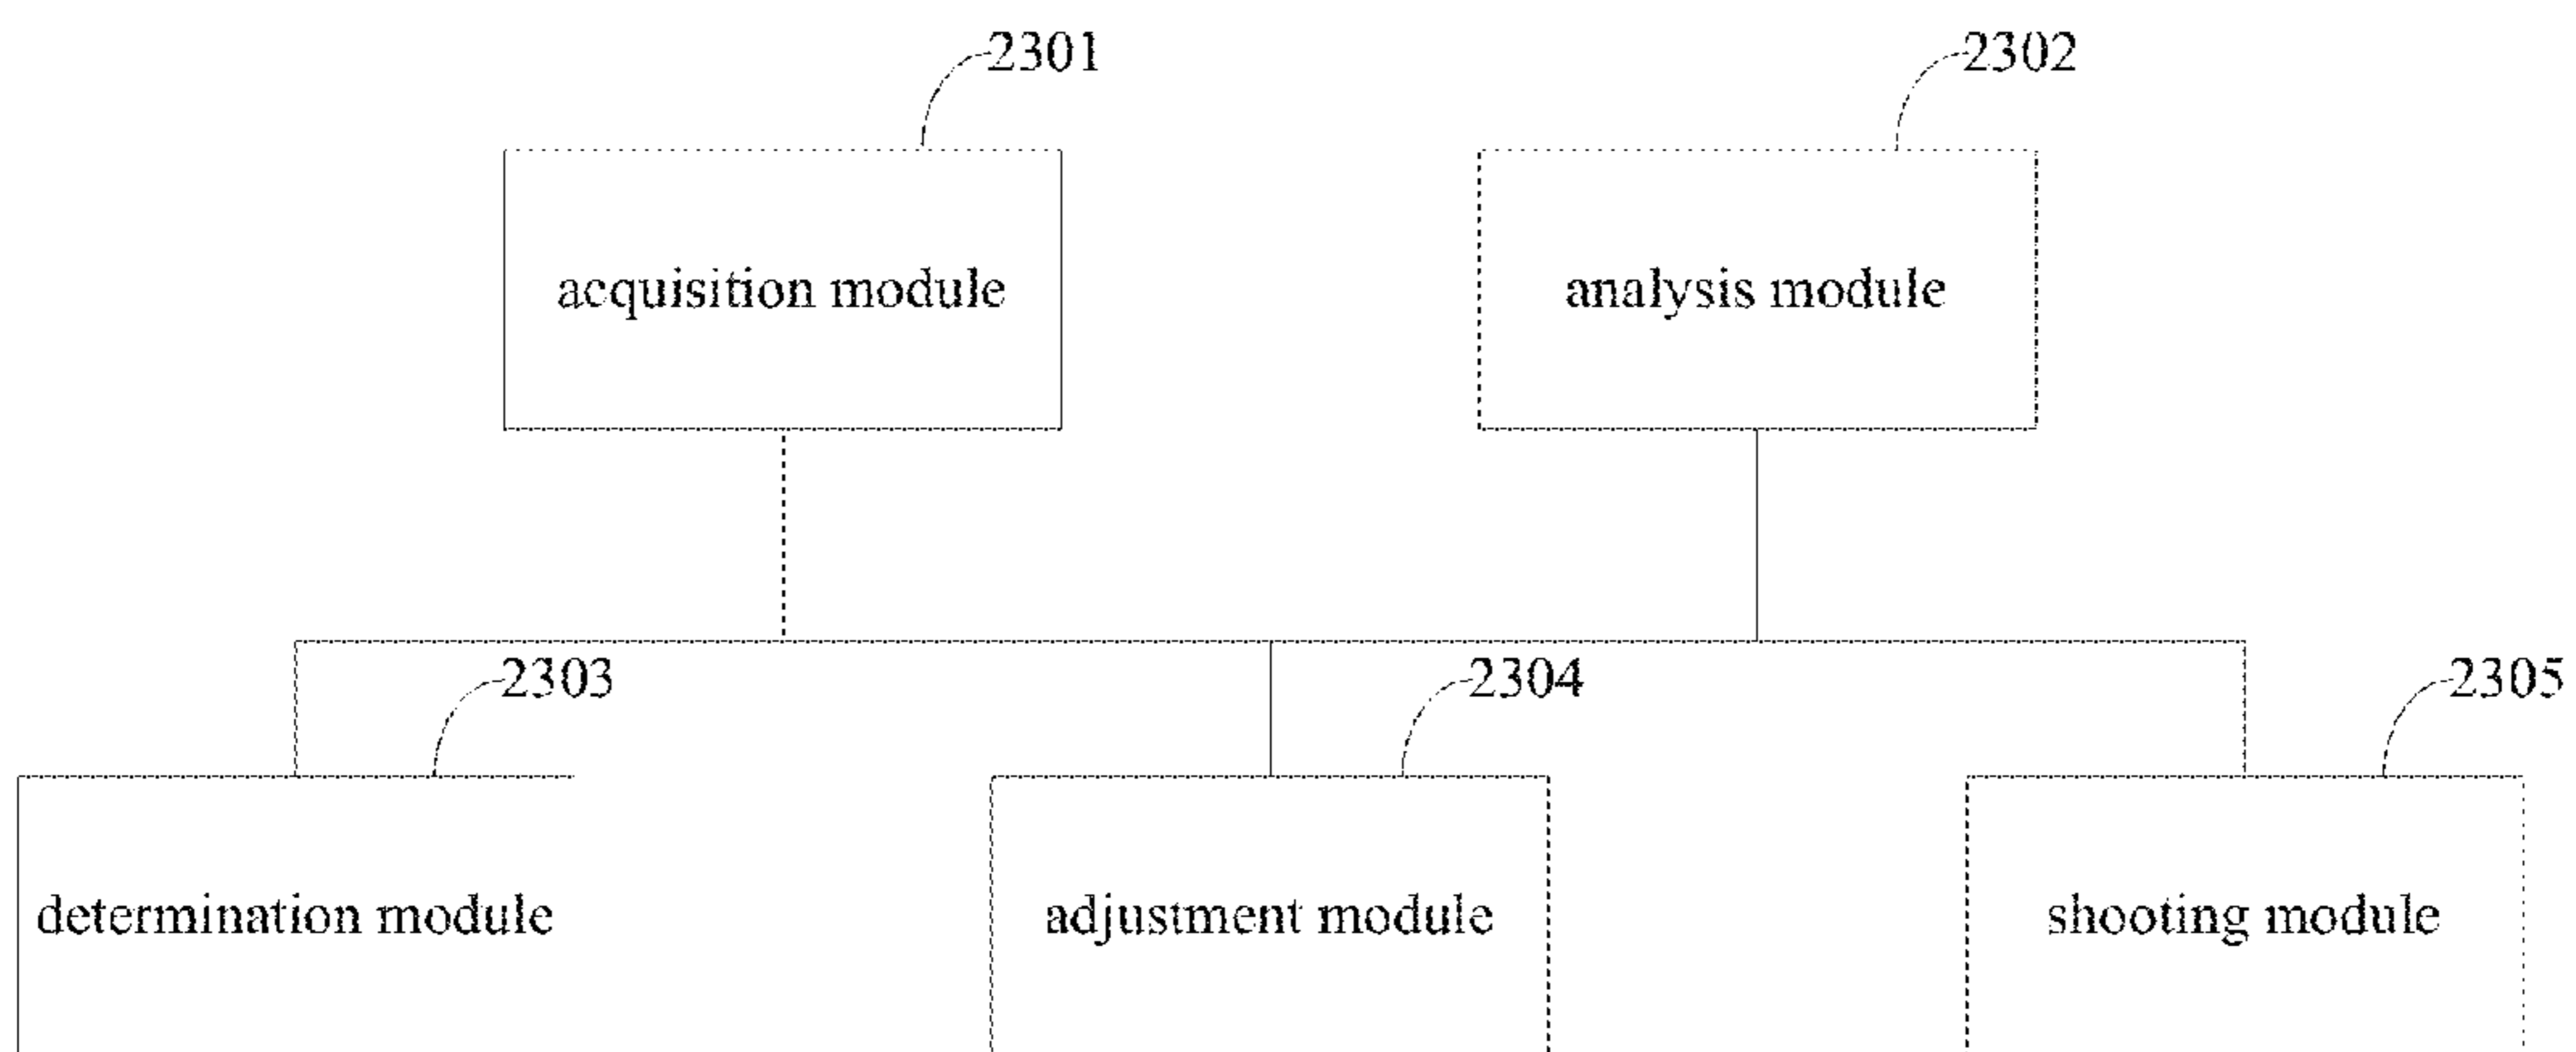 2301
2302
acquisition module
analysis module
2303
2304
2305
determination module
adjustment module
shooting module